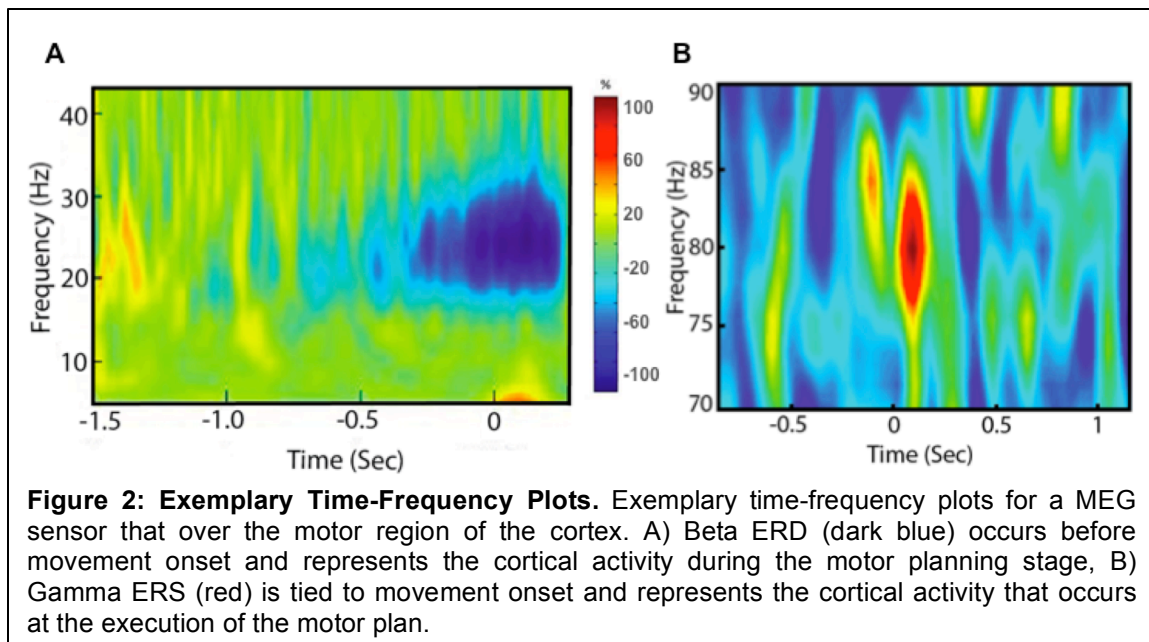 A
B
%
40
30
20
10
Frequency (Hz)
-1.5
-1.0
-0.5
0
Time (Sec)
100
60
20
-20
-60
-100
90
85
80
75
70
Frequency (Hz)
-0.5
0
0.5
1
Time (Sec)
Figure 2: Exemplary Time-Frequency Plots. Exemplary time-frequency plots for a MEG
sensor that over the motor region of the cortex. A) Beta ERD (dark blue) occurs before
movement onset and represents the cortical activity during the motor planning stage, B)
Gamma ERS (red) is tied to movement onset and represents the cortical activity that occurs
at the execution of the motor plan.